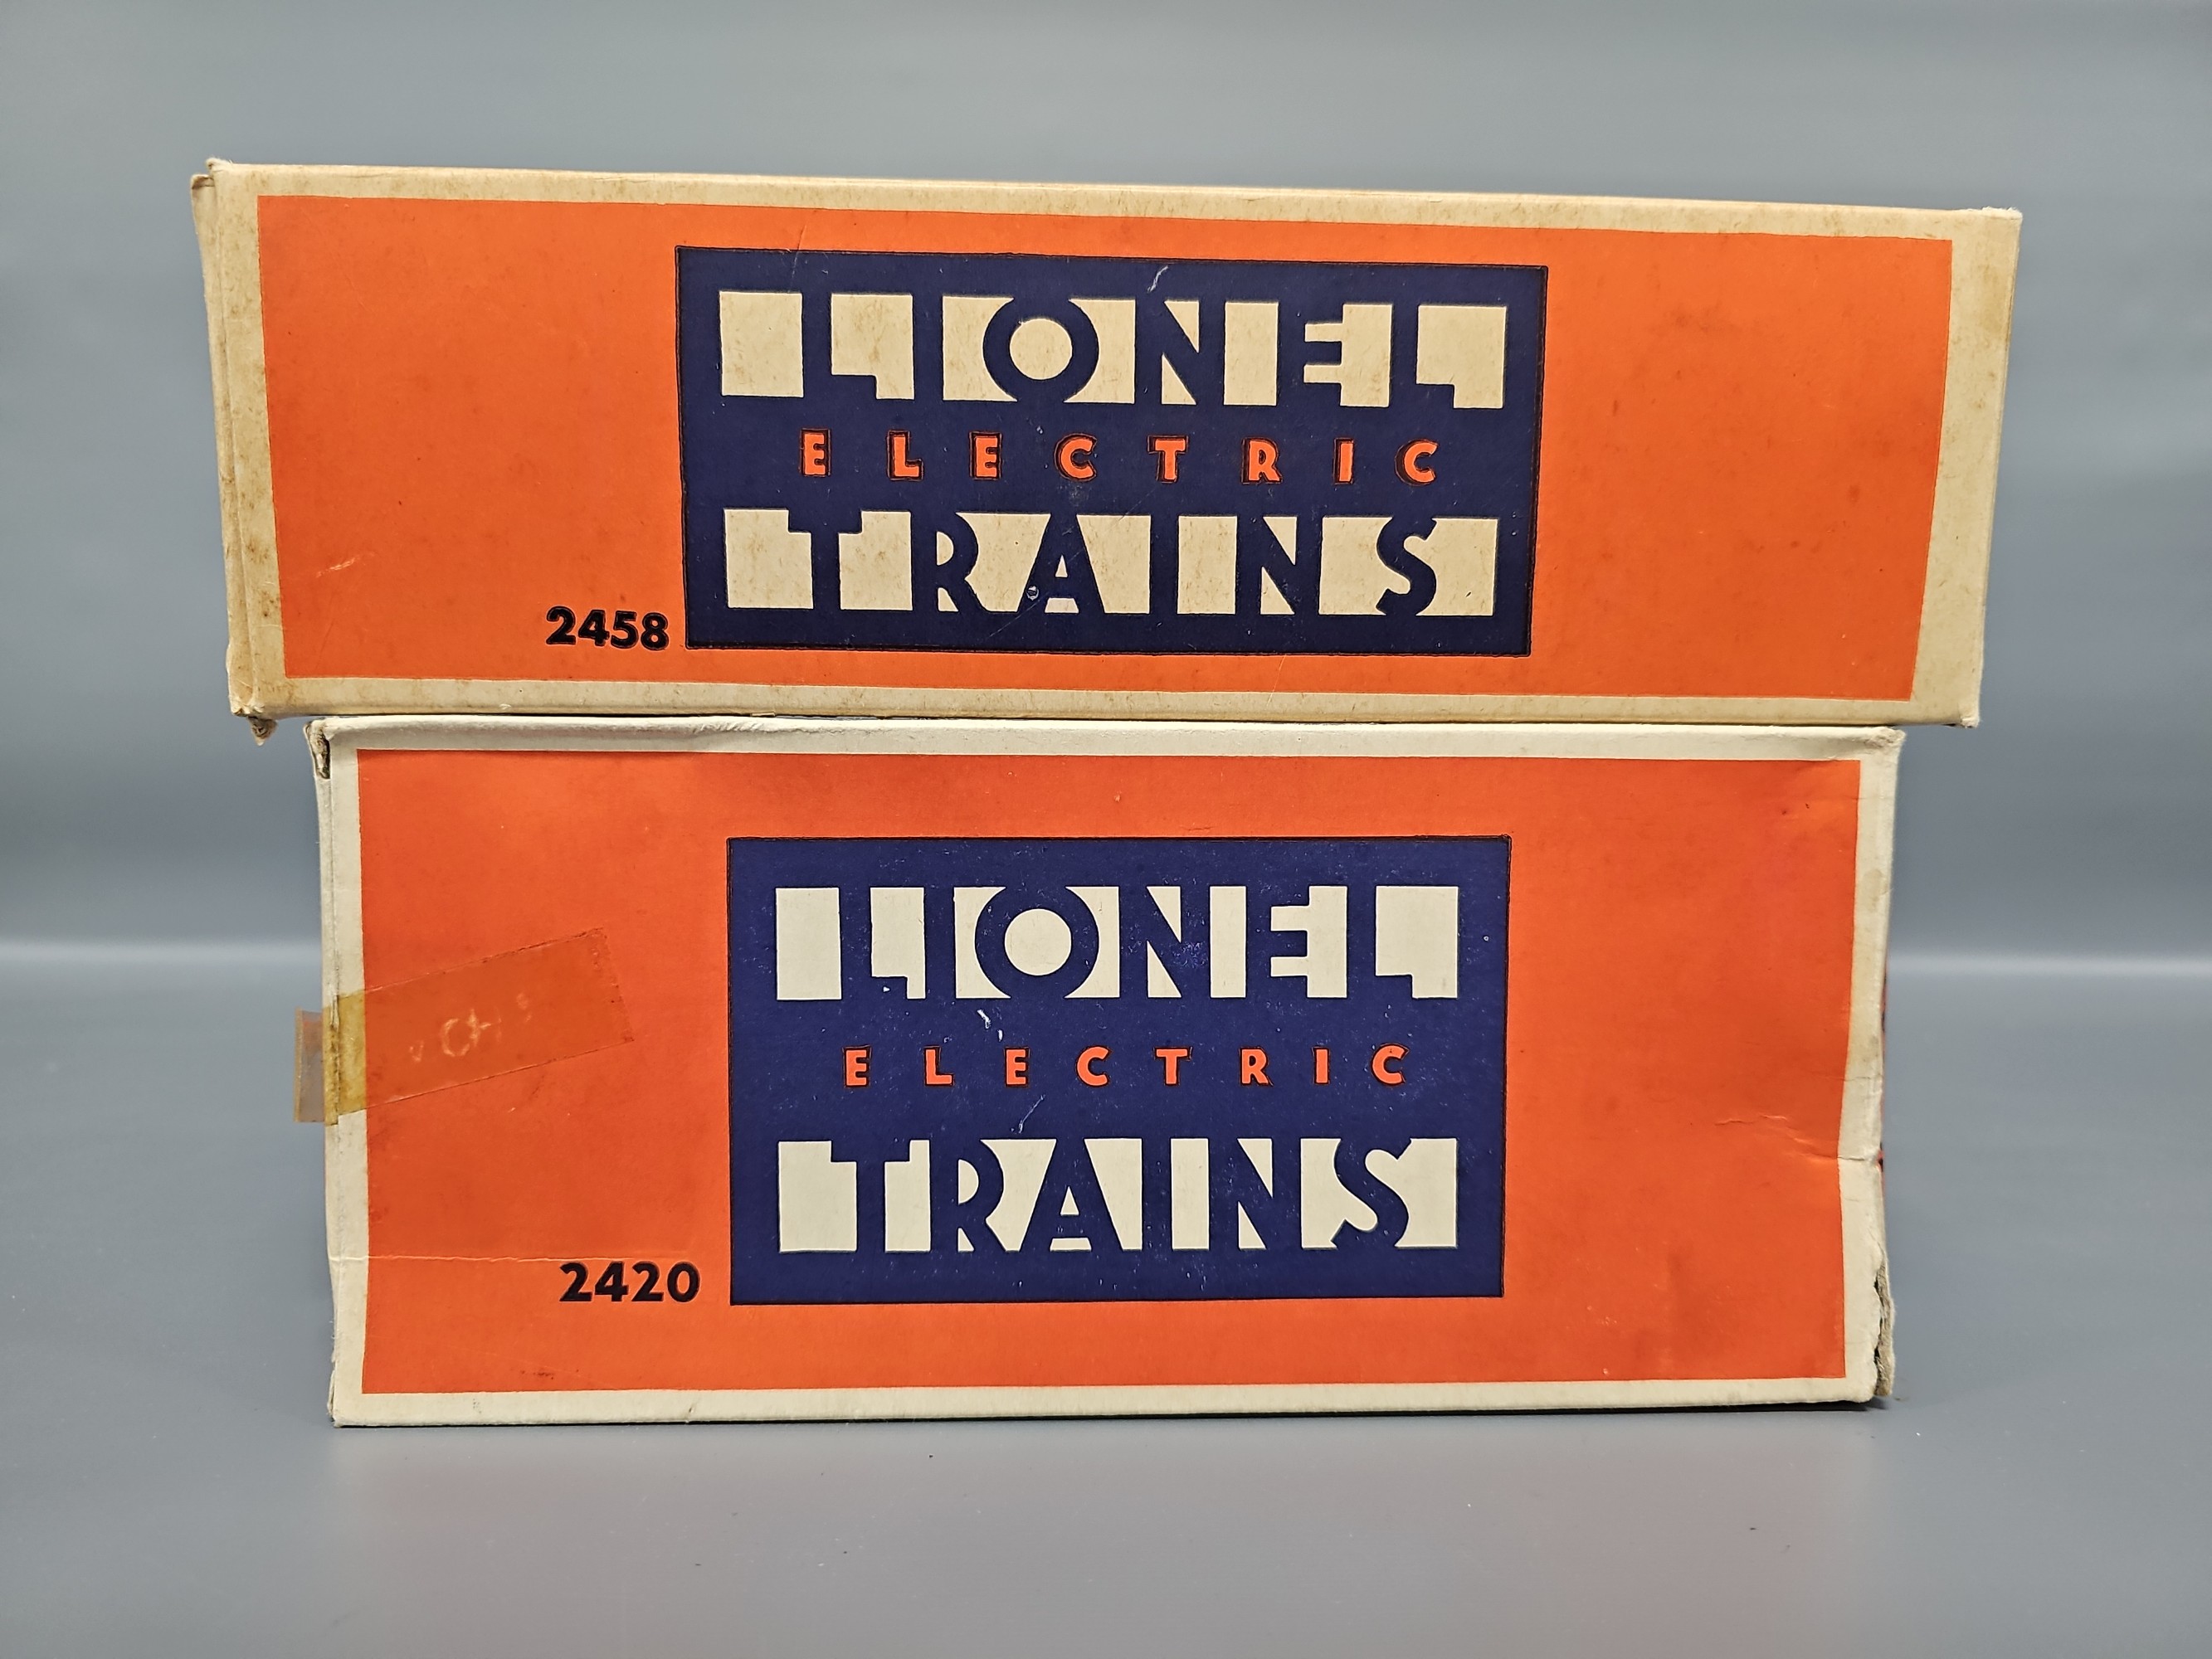 LIONEL
ELECTRIC
TRAINS
2458
LIONEL
ELECTRIC
TRAINS
2420